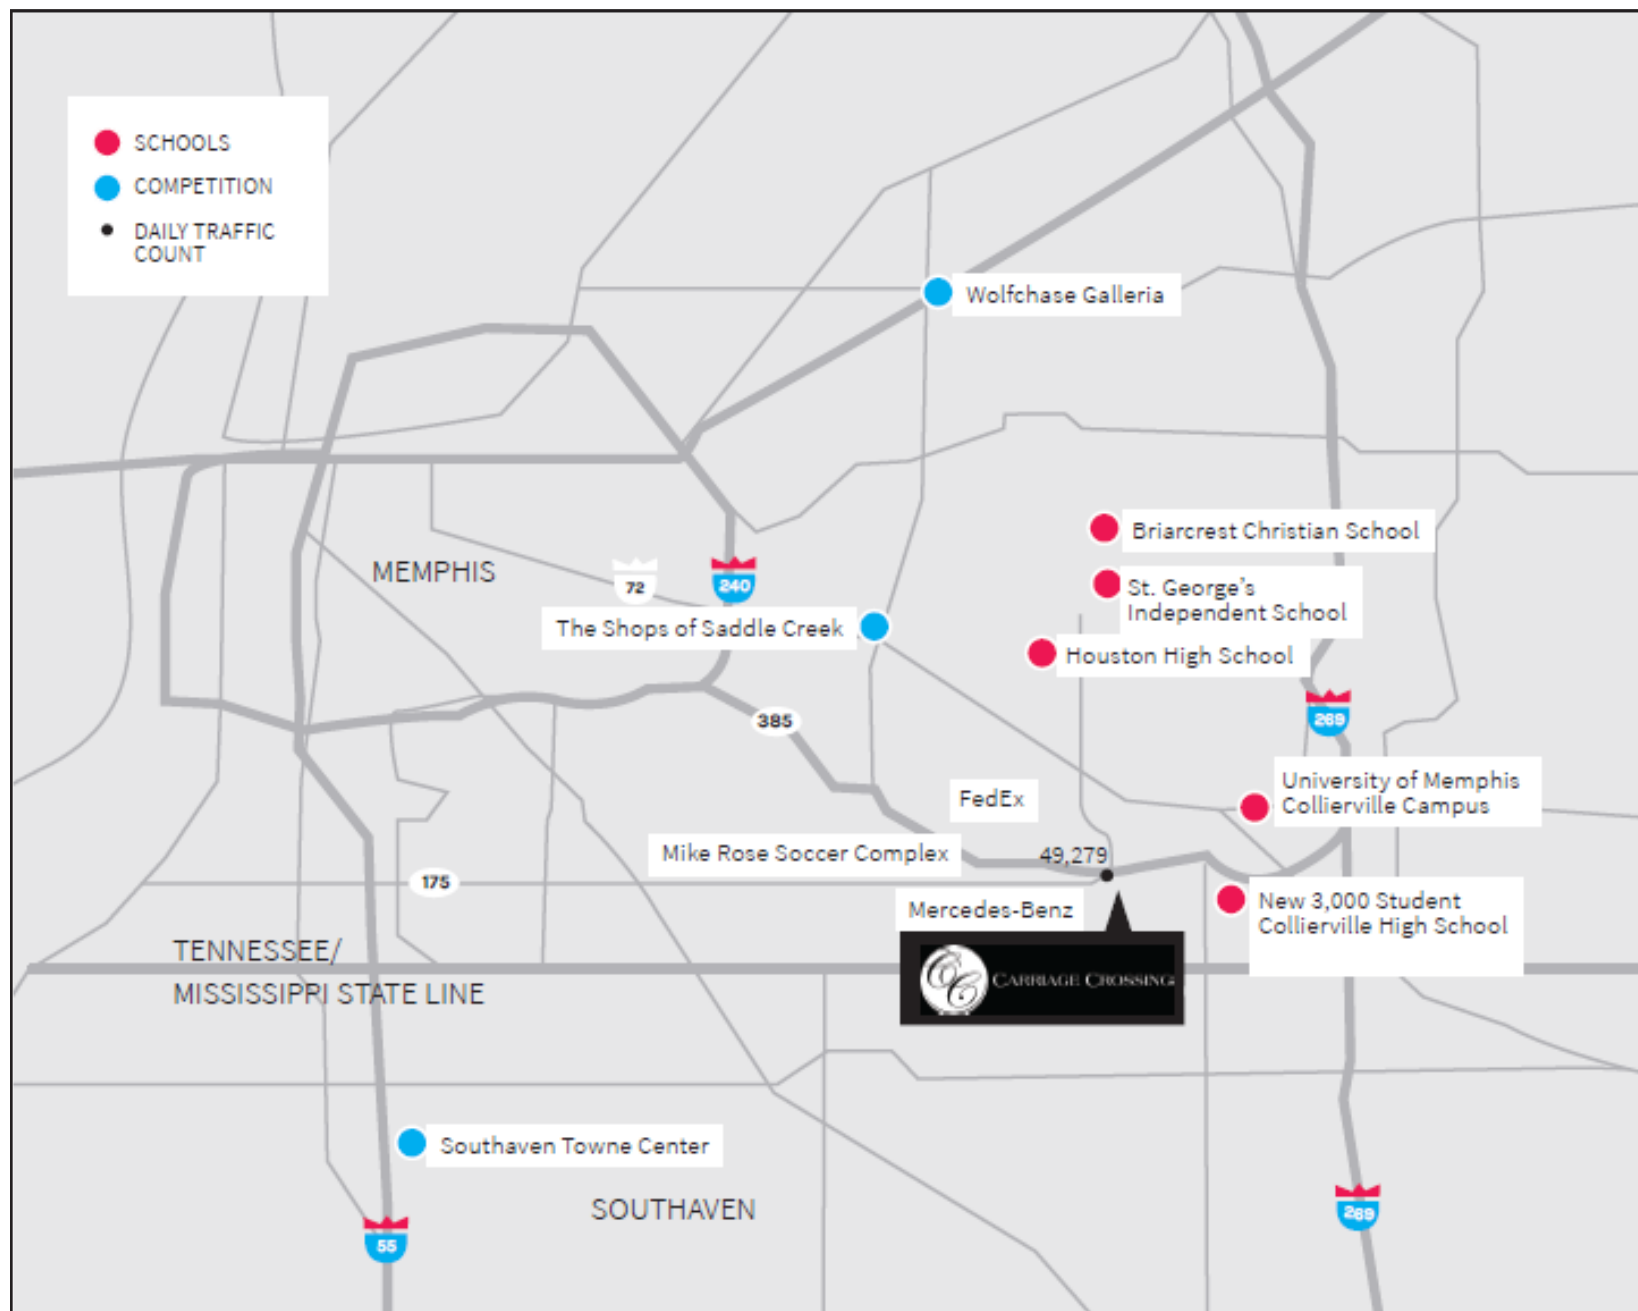 SCHOOLS
COMPETITION
DAILY TRAFFIC
COUNT
Wolfchase Galleria
Briarcrest Christian School
MEMPHIS
72
240
St. George's
Independent School
The Shops of Saddle Creek
Houston High School
385
269
University of Memphis
Collierville Campus
FedEx
Mike Rose Soccer Complex
49,279
175
Mercedes-Benz
New 3,000 Student
Collierville High School
TENNESSEE/
MISSISSIPPI STATE LINE
CC CARRIAGE CROSSING
Southaven Towne Center
SOUTHAVEN
269
55